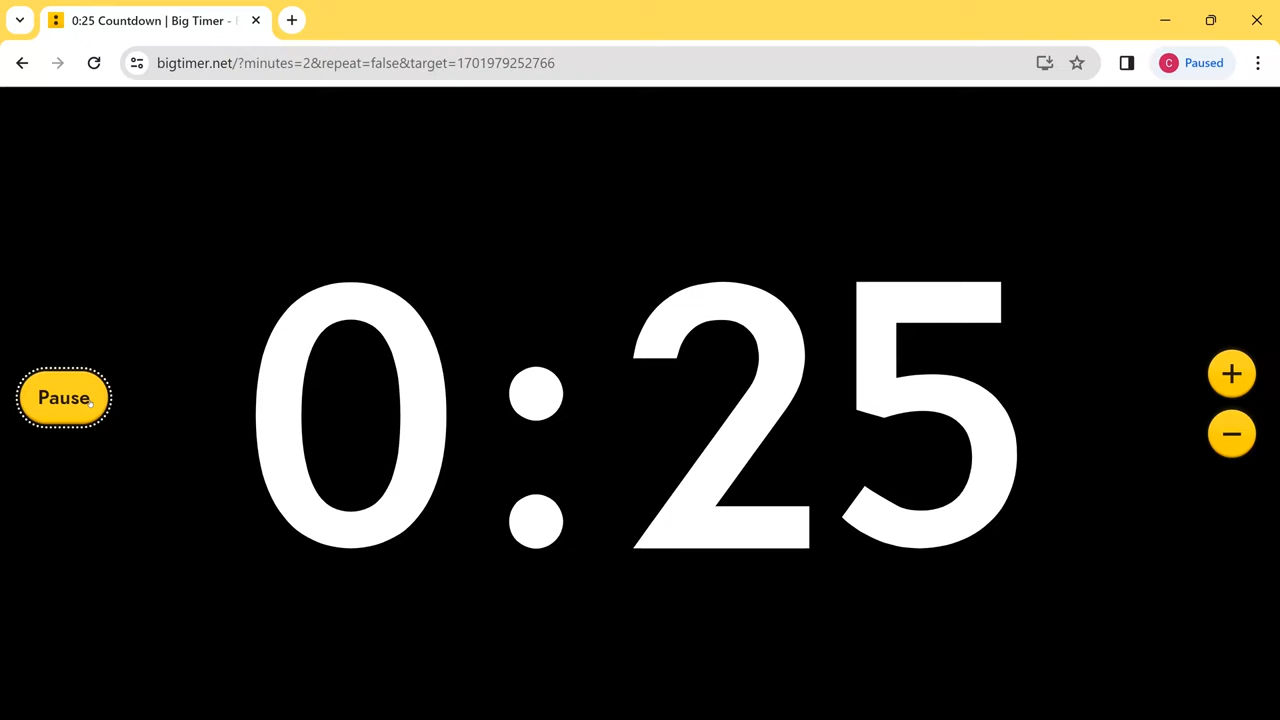 0:25 Countdown | Big Timer -
bigtimer.net/?minutes=2&repeat=false&target=1701979252766
C Paused
0:25
Pause
+
−